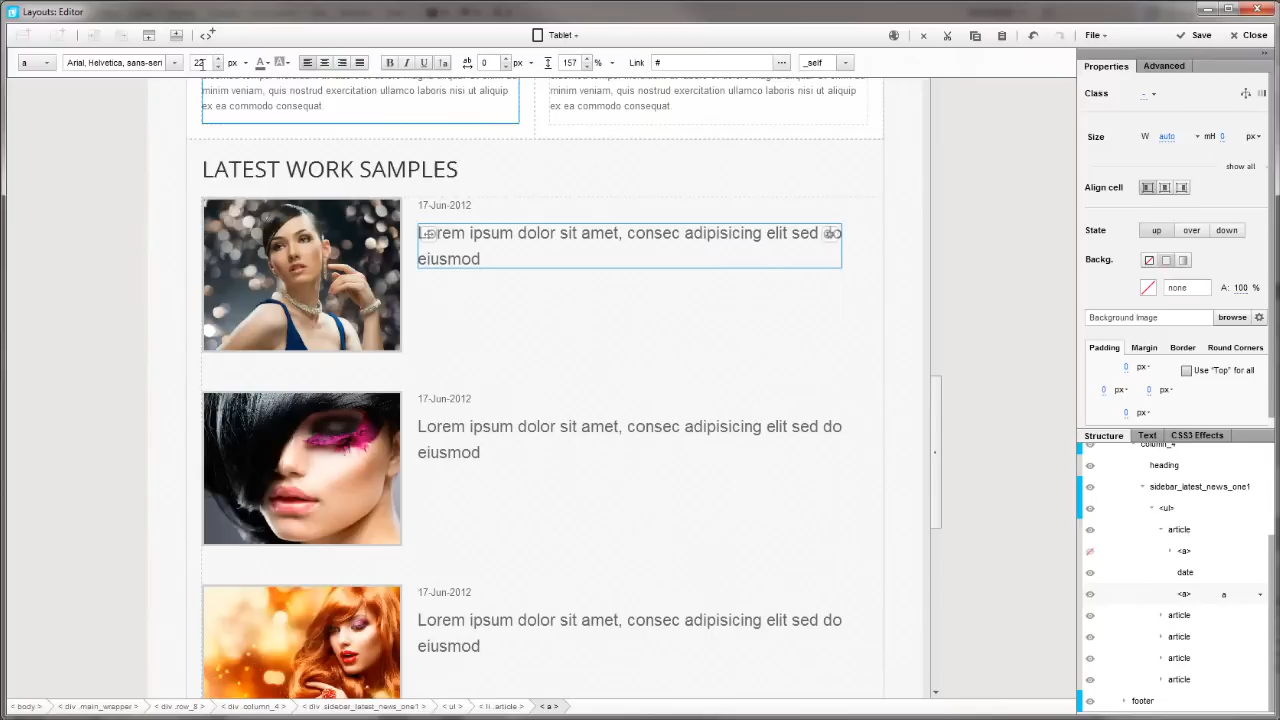 Layouts: Editor
Tablet
File
Save
Close
a
Arial, Helvetica, sans-seri
22
px
A
A
B
I
U
1a
ab
0
px
157
%
Link
#
...
_self
minim veniam, quis nostrud exercitation ullamco laboris nisi ut aliquip
ex ea commodo consequat.
minim veniam, quis nostrud exercitation ullamco laboris nisi ut aliquip
ex ea commodo consequat.
LATEST WORK SAMPLES
17-Jun-2012
Lorem ipsum dolor sit amet, consec adipisicing elit sed do
eiusmod
17-Jun-2012
Lorem ipsum dolor sit amet, consec adipisicing elit sed do
eiusmod
17-Jun-2012
Lorem ipsum dolor sit amet, consec adipisicing elit sed do
eiusmod
Properties
Advanced
Class
-
Size
W
auto
mH
0
px
show all
Align cell
State
up
over
down
Backg.
none
A:
100
%
Background Image
browse
Padding
Margin
Border
Round Corners
0 px
Use "Top" for all
0 px
0 px
0 px
Structure
Text
CSS3 Effects
column_4
heading
sidebar_latest_news_one1
<ul>
article
<a>
date
<a>
a
article
article
article
article
footer
< body >
< div .main_wrapper >
< div .row_8 >
< div .column_4 >
< div .sidebar_latest_news_one1 >
< ul >
< li .article >
< a >